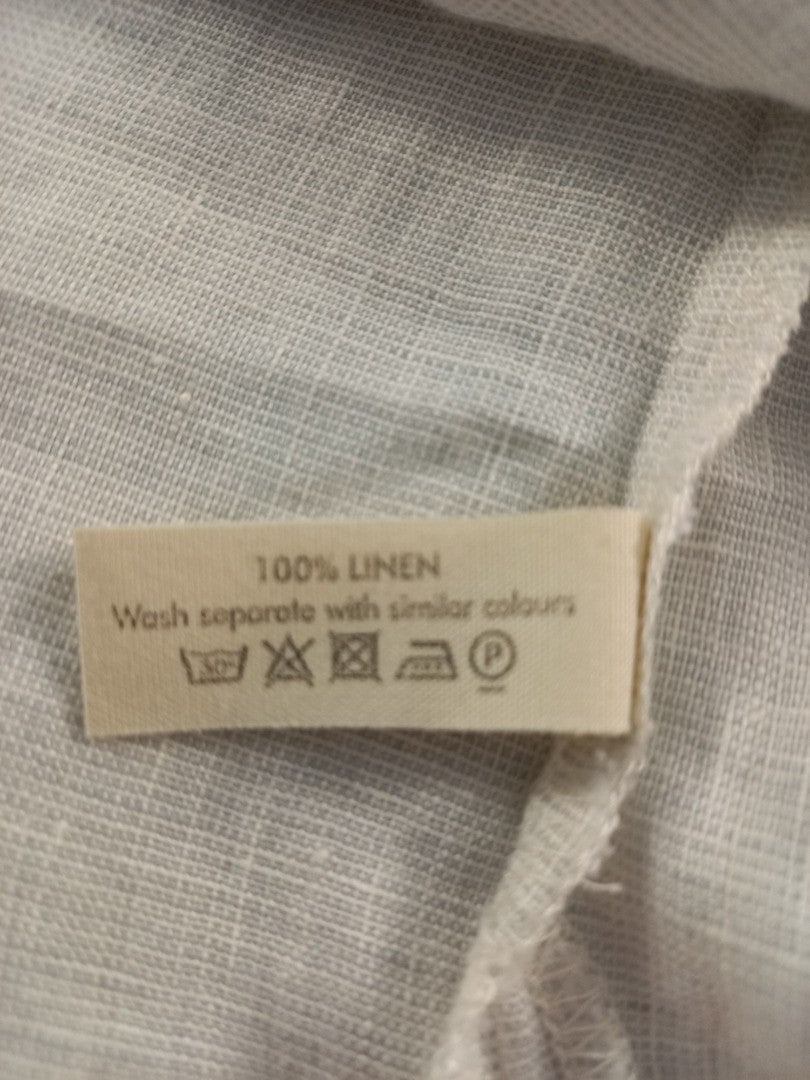 100% LINEN
Wash separate with similar colours
P